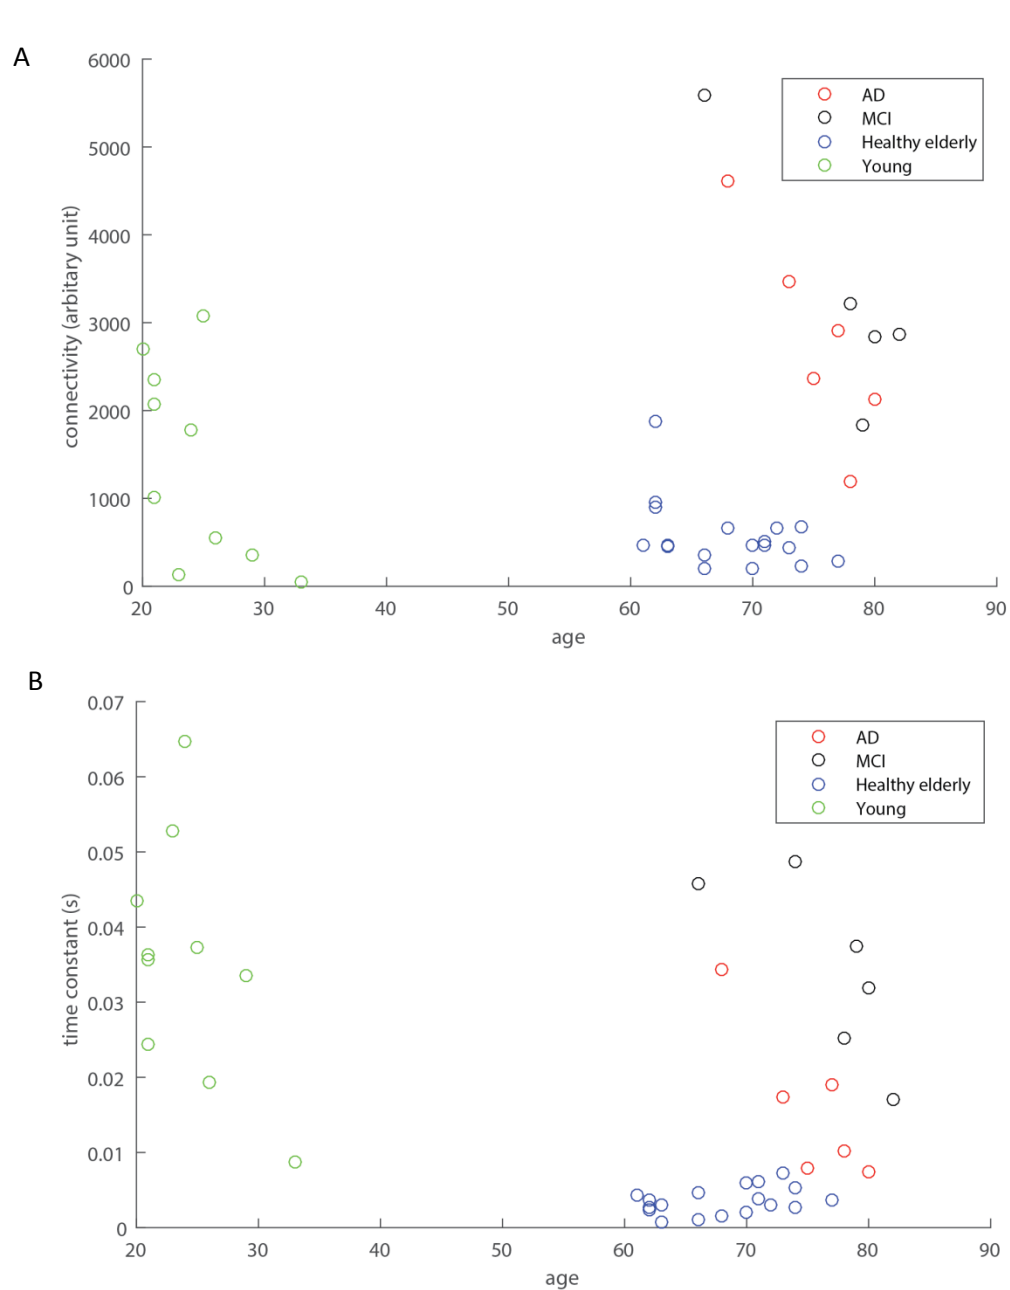 A
6000
5000
4000
3000
2000
1000
0
connectivity (arbitary unit)
20 30 40 50 60 70 80 90
age
AD
MCI
Healthy elderly
Young
B
0.07
0.06
0.05
0.04
0.03
0.02
0.01
0
time constant (s)
20 30 40 50 60 70 80 90
age
AD
MCI
Healthy elderly
Young